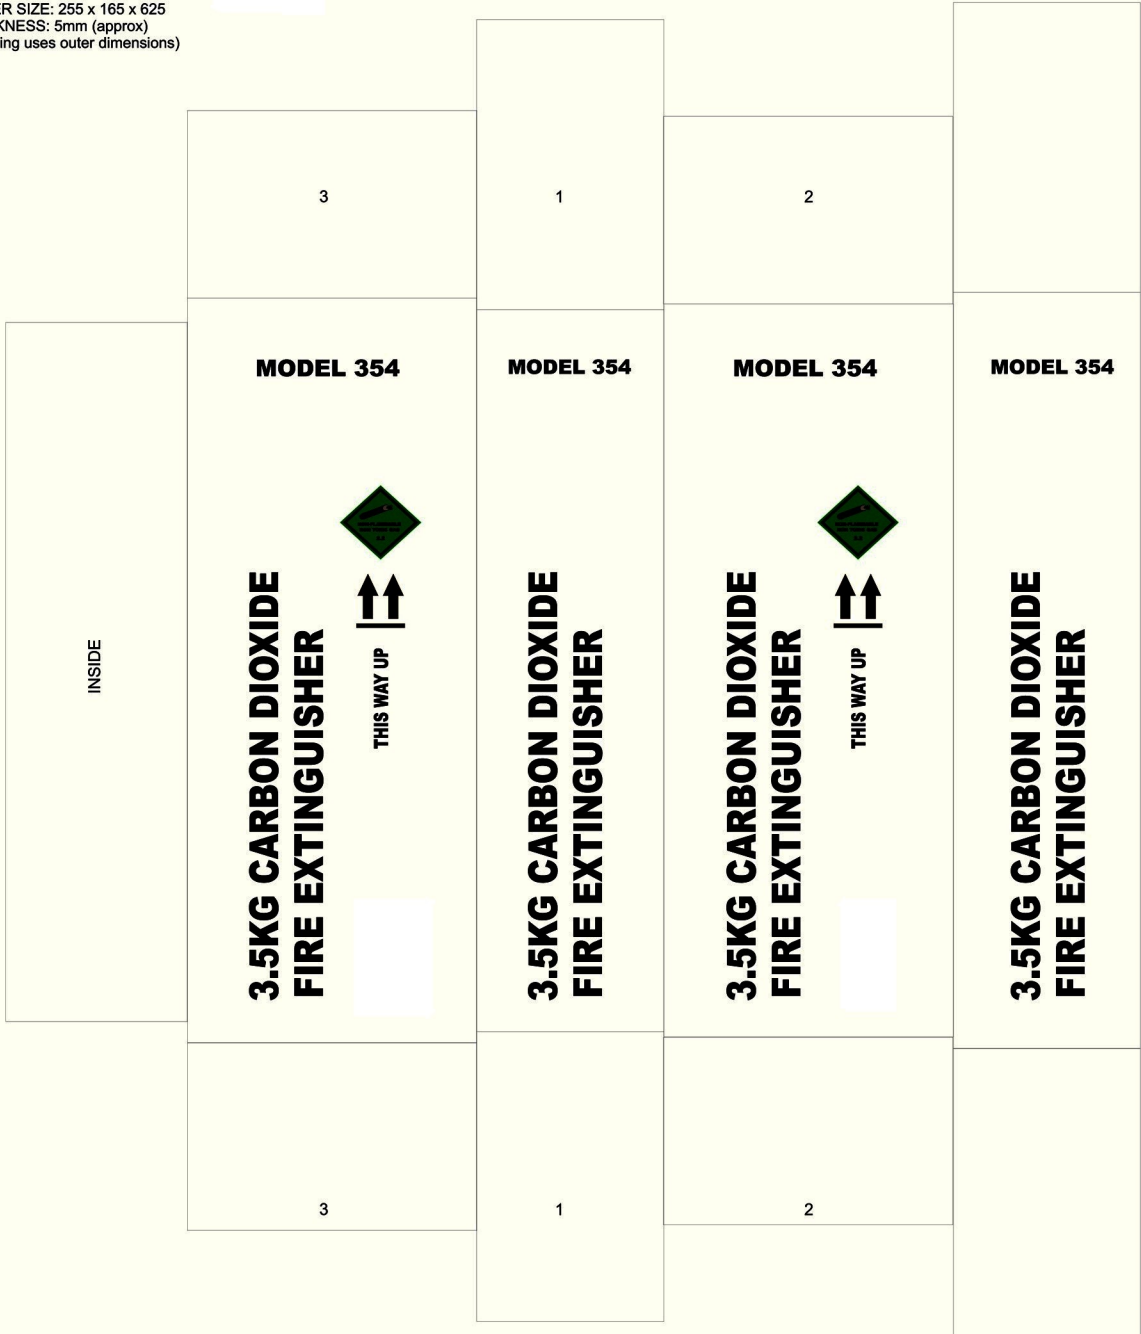 ER SIZE: 255 x 165 x 625
KNESS: 5mm (approx)
ing uses outer dimensions)
3
1
2
MODEL 354
MODEL 354
MODEL 354
MODEL 354
INSIDE
3.5KG CARBON DIOXIDE
FIRE EXTINGUISHER
THIS WAY UP
3.5KG CARBON DIOXIDE
FIRE EXTINGUISHER
3.5KG CARBON DIOXIDE
FIRE EXTINGUISHER
THIS WAY UP
3.5KG CARBON DIOXIDE
FIRE EXTINGUISHER
3
1
2